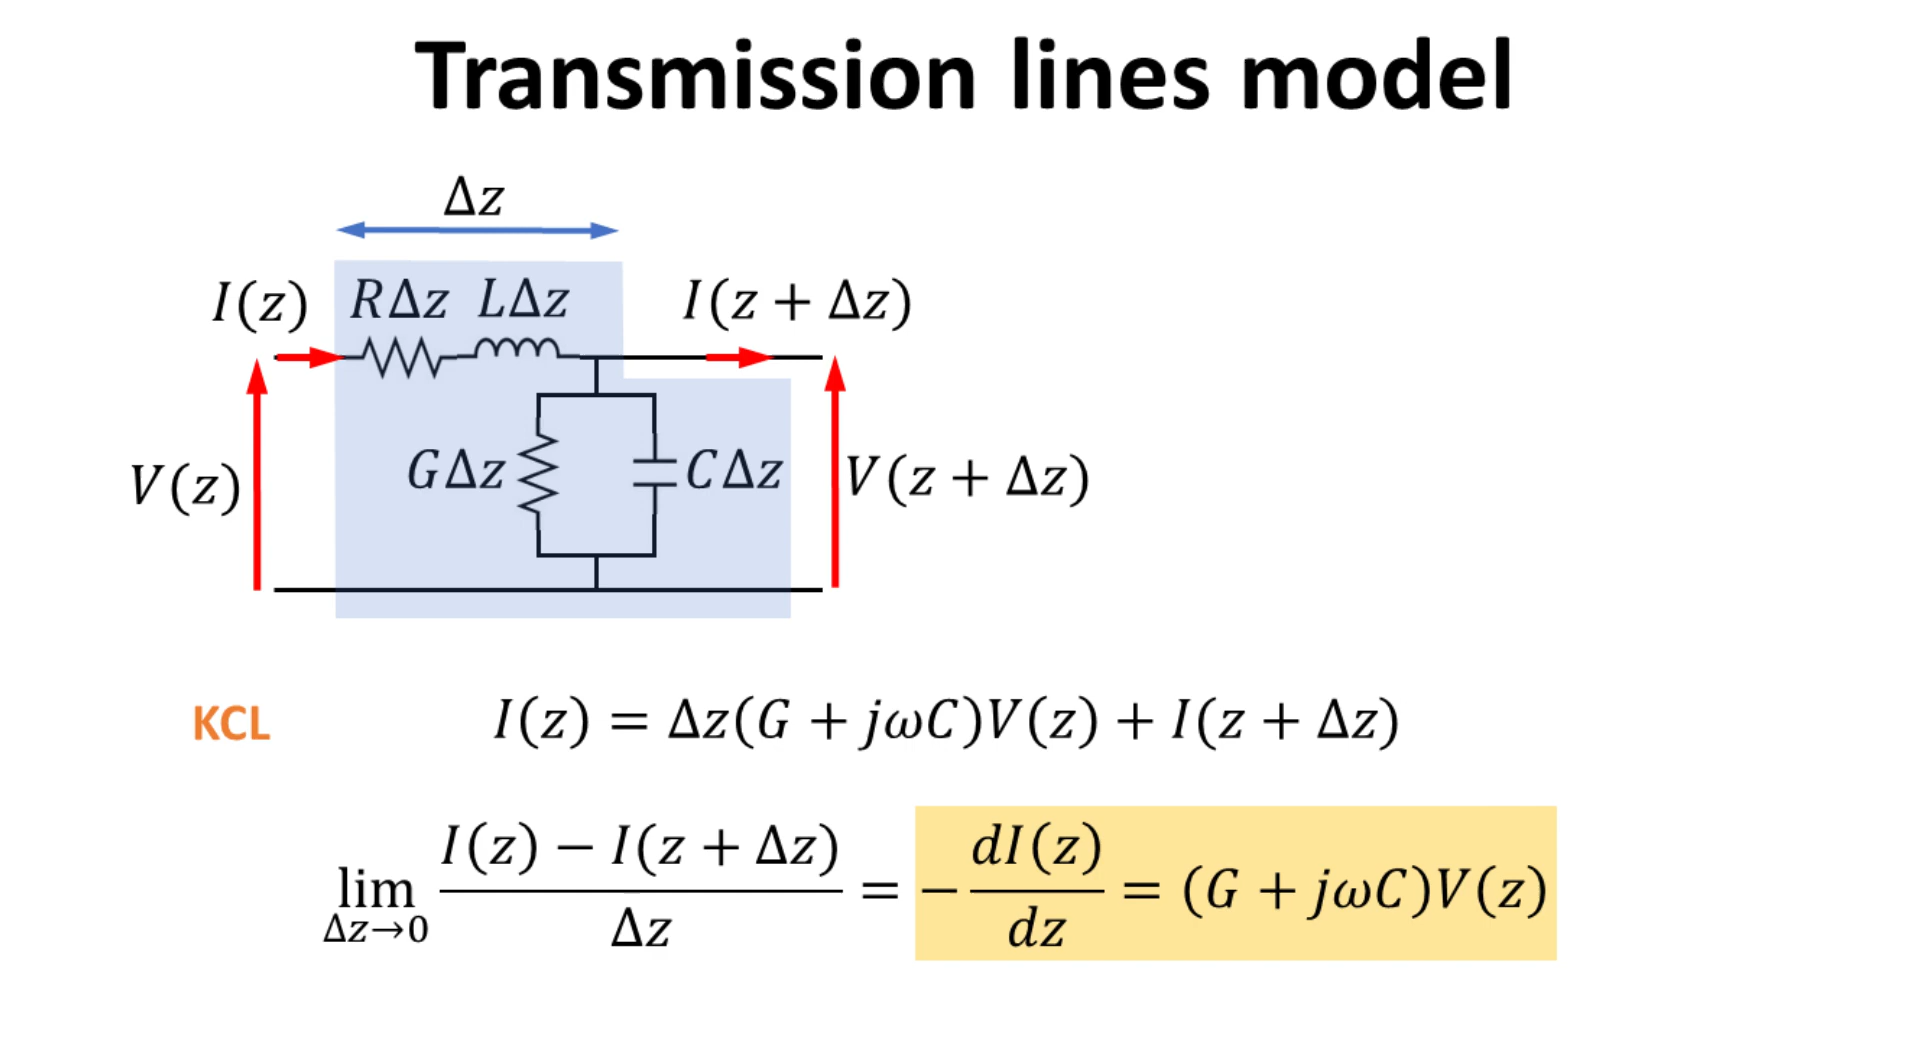 Transmission lines model
Δz
I(z) RΔz LΔz I(z + Δz)
V(z) GΔz CΔz V(z + Δz)
KCL I(z) = Δz(G + jωC)V(z) + I(z + Δz)
lim Δz→0 (I(z) − I(z + Δz))/Δz = −dI(z)/dz = (G + jωC)V(z)